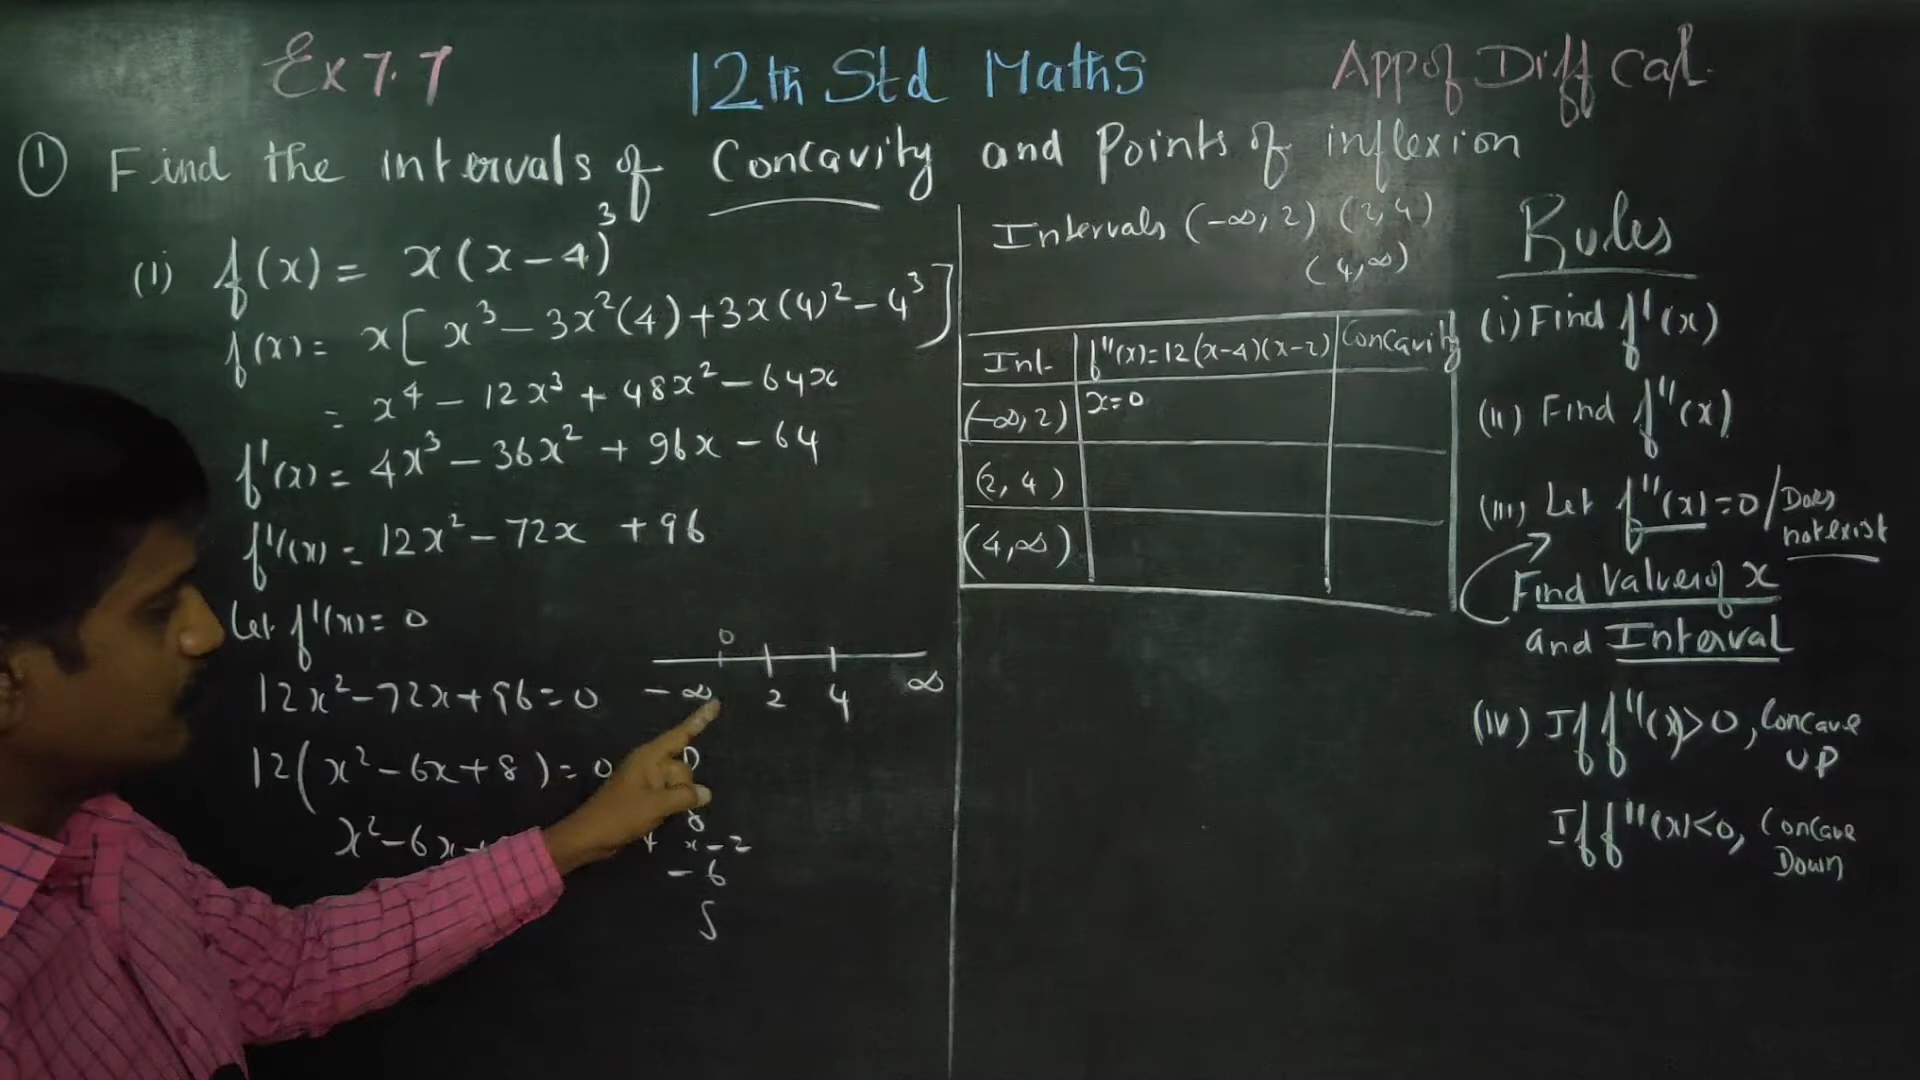 Ex 7.7
12th Std Maths
App of Diff Cal.
① Find the intervals of Concavity and Points of inflexion
(i) f(x) = x(x-4)³
f(x) = x[x³ - 3x²(4) + 3x(4)² - 4³]
= x⁴ - 12x³ + 48x² - 64x
f'(x) = 4x³ - 36x² + 96x - 64
f''(x) = 12x² - 72x + 96
Let f''(x) = 0
12x² - 72x + 96 = 0
12(x² - 6x + 8) = 0
x² - 6x
0
-∞ 2 4 ∞
P
8
x -2
-6
S
Intervals (-∞, 2) (2, 4)
(4, ∞)
Int. f''(x)=12(x-4)(x-2) Concavity
(-∞, 2) x=0
(2, 4)
(4, ∞)
Rules
(i) Find f'(x)
(ii) Find f''(x)
(iii) Let f''(x) = 0 / Does
not exist
Find Value of x
and Interval
(iv) If f''(x) > 0, Concave
UP
If f''(x) < 0, Concave
Down